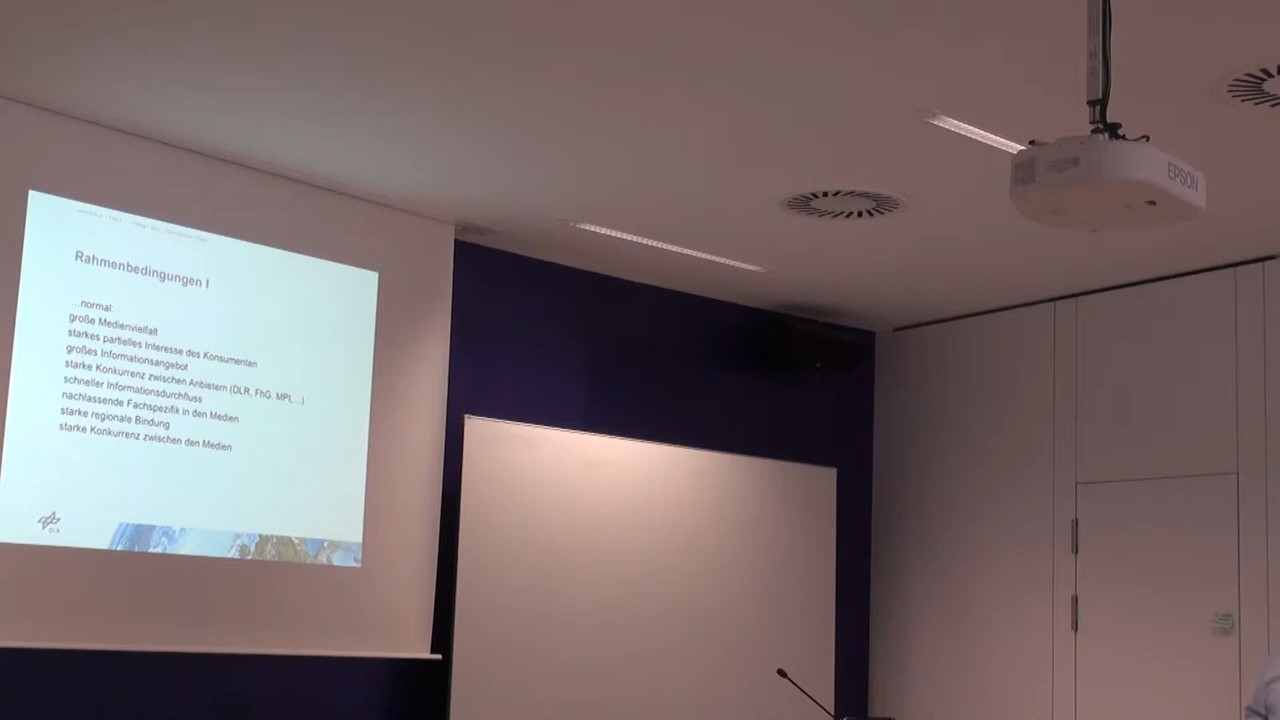 Rahmenbedingungen I
...normal:
große Medienvielfalt
starkes partielles Interesse des Konsumenten
großes Informationsangebot
starke Konkurrenz zwischen Anbietern (DLR, FhG, MPI,...)
schneller Informationsdurchfluss
nachlassende Fachspezifik in den Medien
starke regionale Bindung
starke Konkurrenz zwischen den Medien
DLR
EPSON